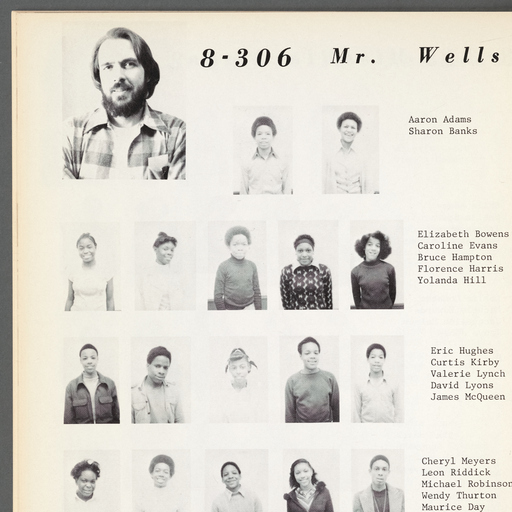 8-306 Mr. Wells
Aaron Adams
Sharon Banks
Elizabeth Bowens
Caroline Evans
Bruce Hampton
Florence Harris
Yolanda Hill
Eric Hughes
Curtis Kirby
Valerie Lynch
David Lyons
James McQueen
Cheryl Meyers
Leon Riddick
Michael Robinson
Wendy Thurton
Maurice Day